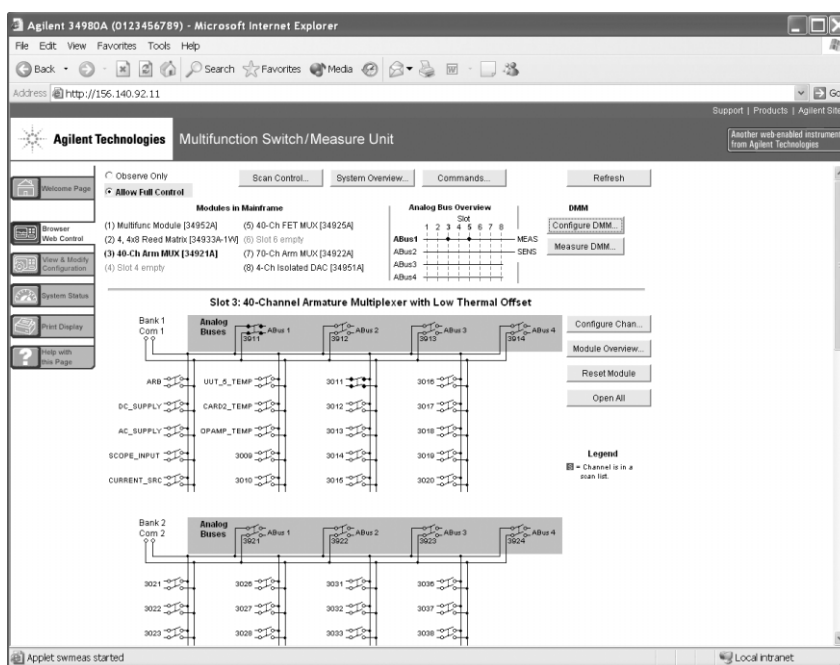 Agilent 34980A (0123456789) - Microsoft Internet Explorer
File Edit View Favorites Tools Help
Back Search Favorites Media
Address http://156.140.92.11 Go
Support | Products | Agilent Site
Agilent Technologies Multifunction Switch/Measure Unit
Another web-enabled instrument
from Agilent Technologies
Welcome Page
Browser
Web Control
View & Modify
Configuration
System Status
Print Display
Help with
this Page
Observe Only
Allow Full Control
Scan Control... System Overview... Commands... Refresh
Modules in Mainframe
(1) Multifunc Module [34952A] (5) 40-Ch FET MUX [34925A]
(2) 4, 4x8 Reed Matrix [34933A-1W] (6) Slot 6 empty
(3) 40-Ch Arm MUX [34921A] (7) 70-Ch Arm MUX [34922A]
(4) Slot 4 empty (8) 4-Ch Isolated DAC [34951A]
Analog Bus Overview
Slot
1 2 3 4 5 6 7 8
ABus1 MEAS
ABus2 SENS
ABus3
ABus4
DMM
Configure DMM...
Measure DMM...
Slot 3: 40-Channel Armature Multiplexer with Low Thermal Offset
Bank 1
Com 1
Analog
Buses
ABus 1 ABus 2 ABus 3 ABus 4
3911 3912 3913 3914
ARB UUT_5_TEMP 3011 3016
DC_SUPPLY CARD2_TEMP 3012 3017
AC_SUPPLY OPAMP_TEMP 3013 3018
SCOPE_INPUT 3009 3014 3019
CURRENT_SRC 3010 3015 3020
Configure Chan...
Module Overview...
Reset Module
Open All
Legend
S = Channel is in a
scan list.
Bank 2
Com 2
Analog
Buses
ABus 1 ABus 2 ABus 3 ABus 4
3921 3922 3923 3924
3021 3026 3031 3036
3022 3027 3032 3037
3023 3028 3033 3038
Applet swmeas started Local intranet